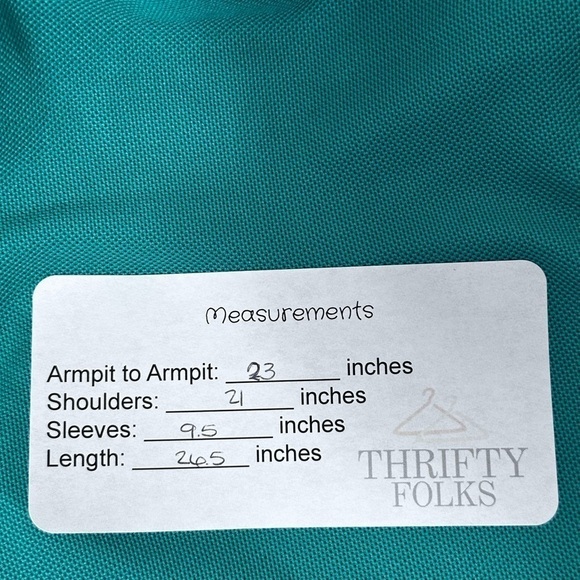 Measurements
Armpit to Armpit: 23 inches
Shoulders: 21 inches
Sleeves: 9.5 inches
Length: 26.5 inches
THRIFTY
FOLKS